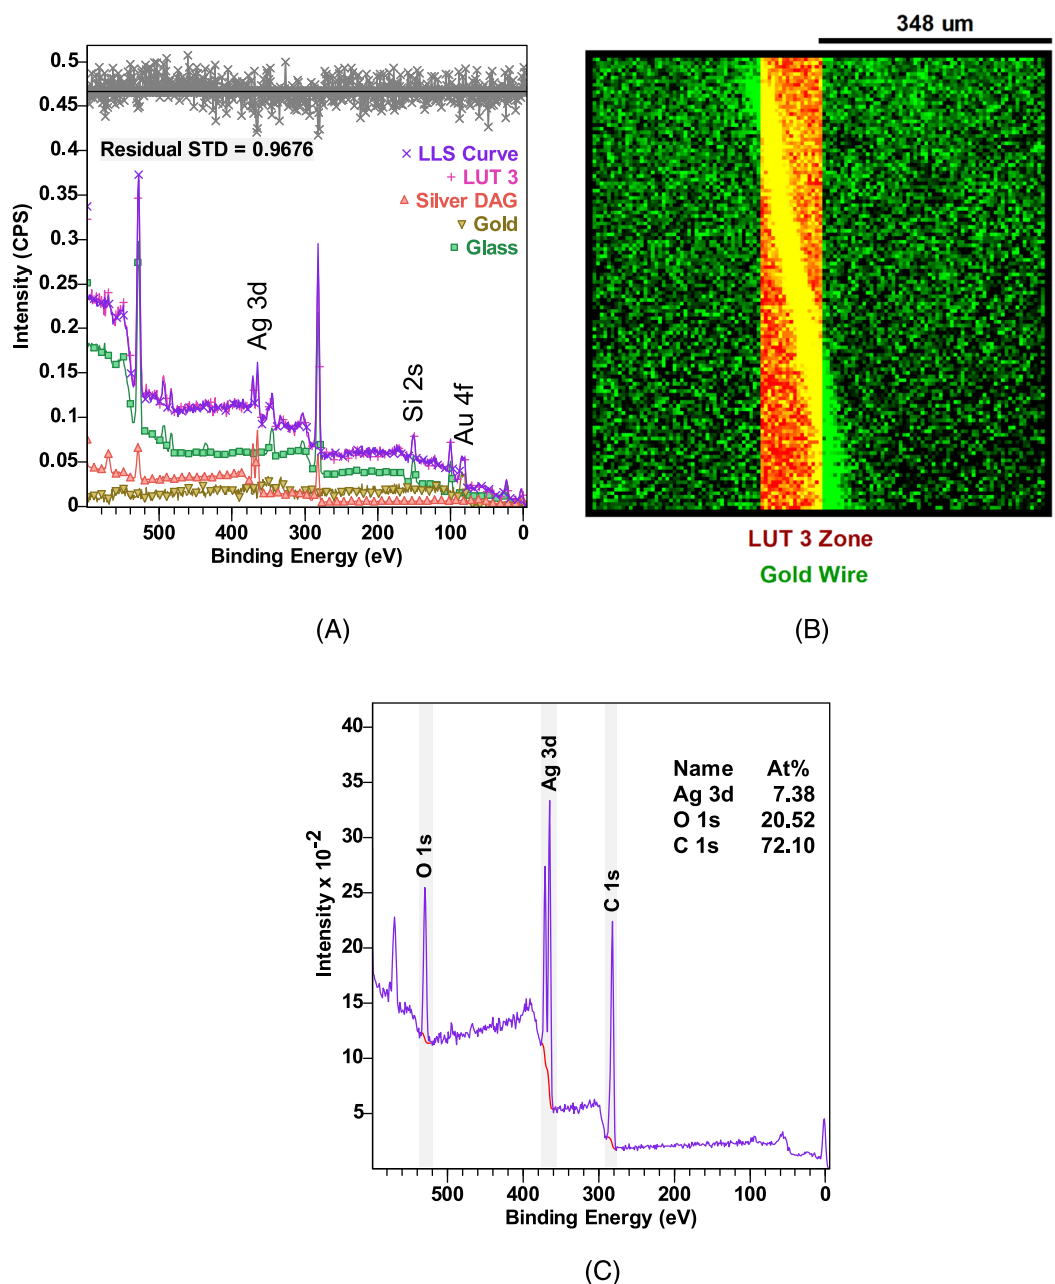 348 um
0.5
0.45
0.4
0.35
0.3
0.25
0.2
0.15
0.1
0.05
0
Intensity (CPS)
Residual STD = 0.9676
LLS Curve
LUT 3
Silver DAG
Gold
Glass
Ag 3d
Si 2s
Au 4f
500 400 300 200 100 0
Binding Energy (eV)
(A)
LUT 3 Zone
Gold Wire
(B)
40
35
30
25
20
15
10
5
Intensity x 10-2
O 1s
Ag 3d
C 1s
Name At%
Ag 3d 7.38
O 1s 20.52
C 1s 72.10
500 400 300 200 100 0
Binding Energy (eV)
(C)